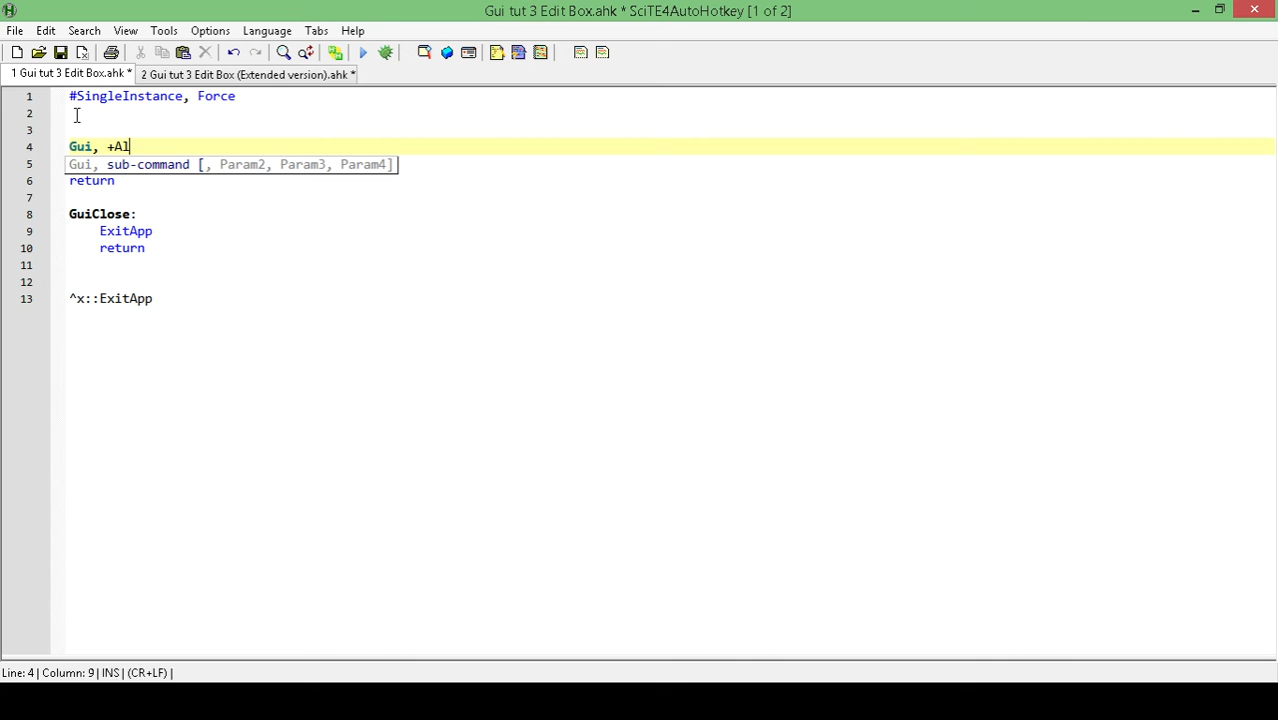 Gui tut 3 Edit Box.ahk * SciTE4AutoHotkey [1 of 2]
File Edit Search View Tools Options Language Tabs Help
1 Gui tut 3 Edit Box.ahk * 2 Gui tut 3 Edit Box (Extended version).ahk *
1 #SingleInstance, Force
2
3
4 Gui, +Al
5 Gui, sub-command [, Param2, Param3, Param4]
6 return
7
8 GuiClose:
9 ExitApp
10 return
11
12
13 ^x::ExitApp
Line: 4 | Column: 9 | INS | (CR+LF) |